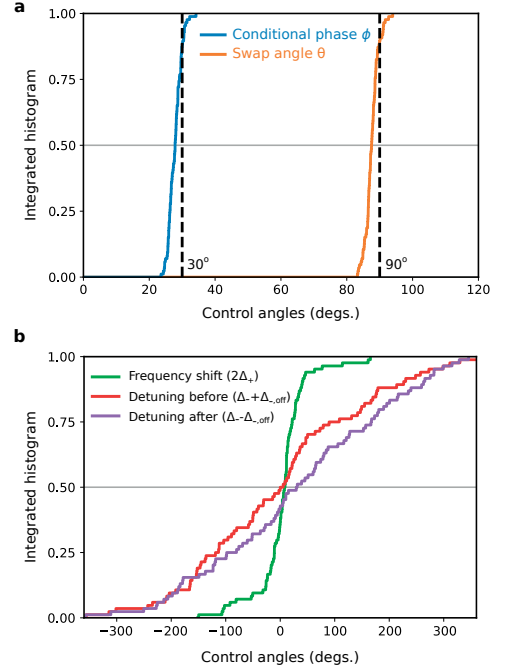 a
1.00
0.75
0.50
0.25
0.00
Integrated histogram
Conditional phase ϕ
Swap angle θ
30°
90°
0
20
40
60
80
100
120
Control angles (degs.)
b
1.00
0.75
0.50
0.25
0.00
Integrated histogram
Frequency shift (2Δ₊)
Detuning before (Δ₋+Δ₋,off)
Detuning after (Δ₋-Δ₋,off)
−300
−200
−100
0
100
200
300
Control angles (degs.)